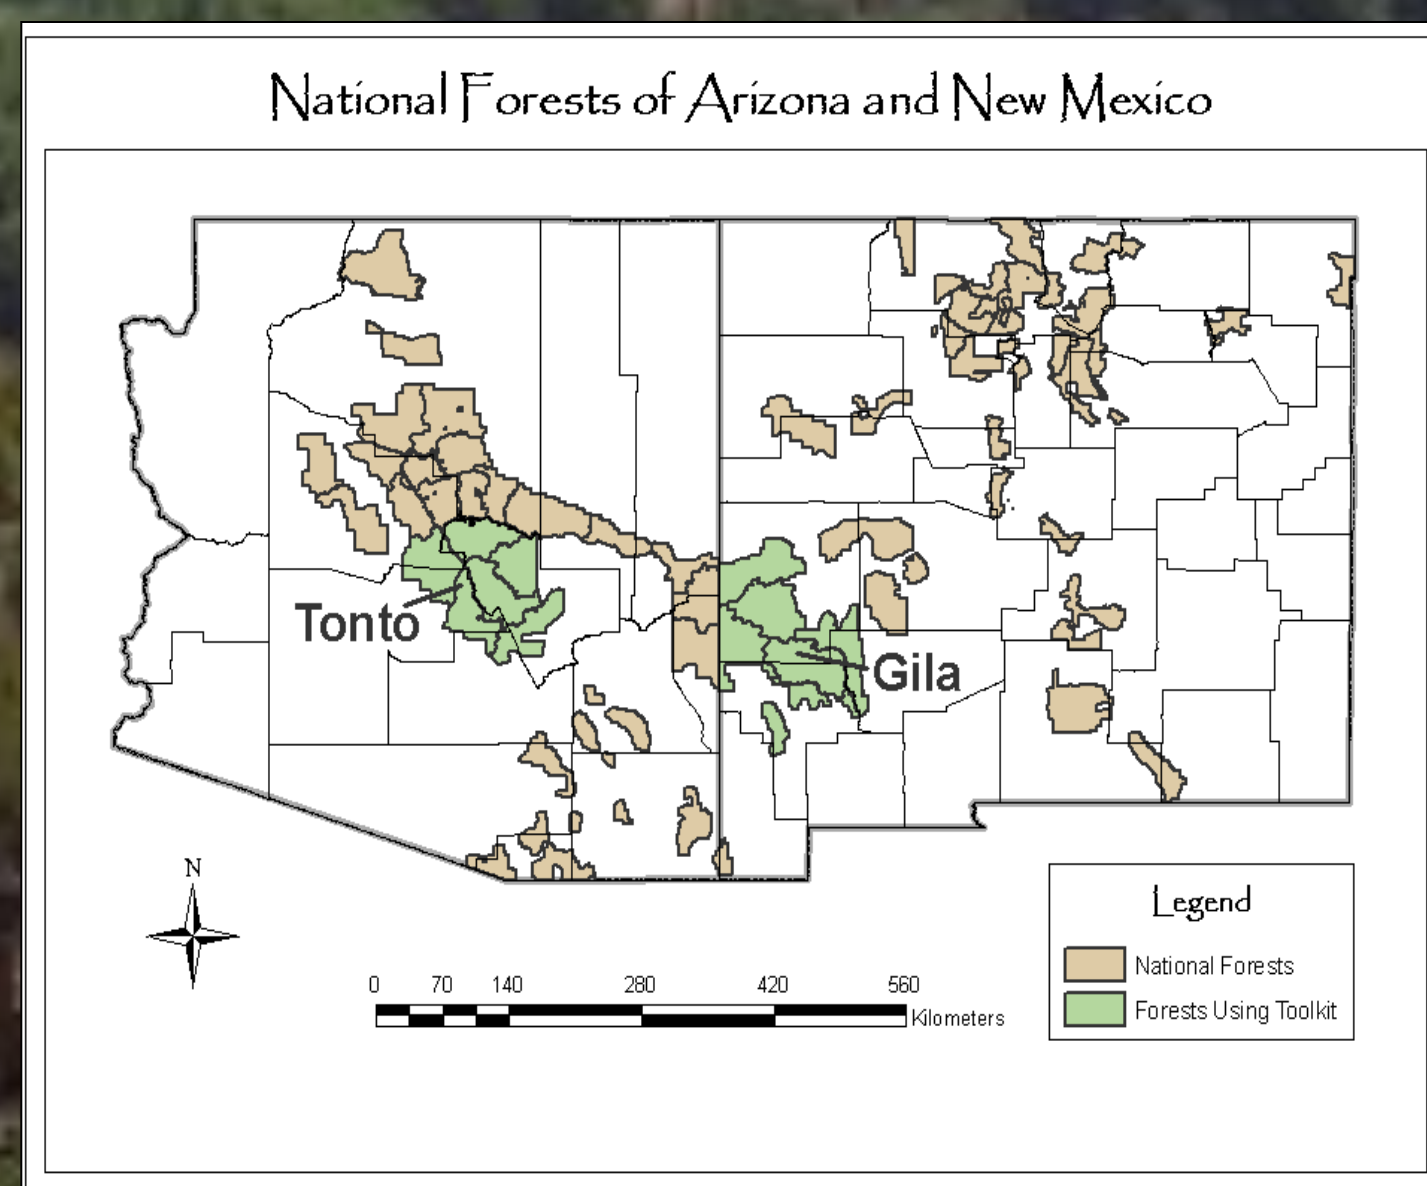 National Forests of Arizona and New Mexico
Tonto
Gila
N
0 70 140 280 420 560
Kilometers
Legend
National Forests
Forests Using Toolkit